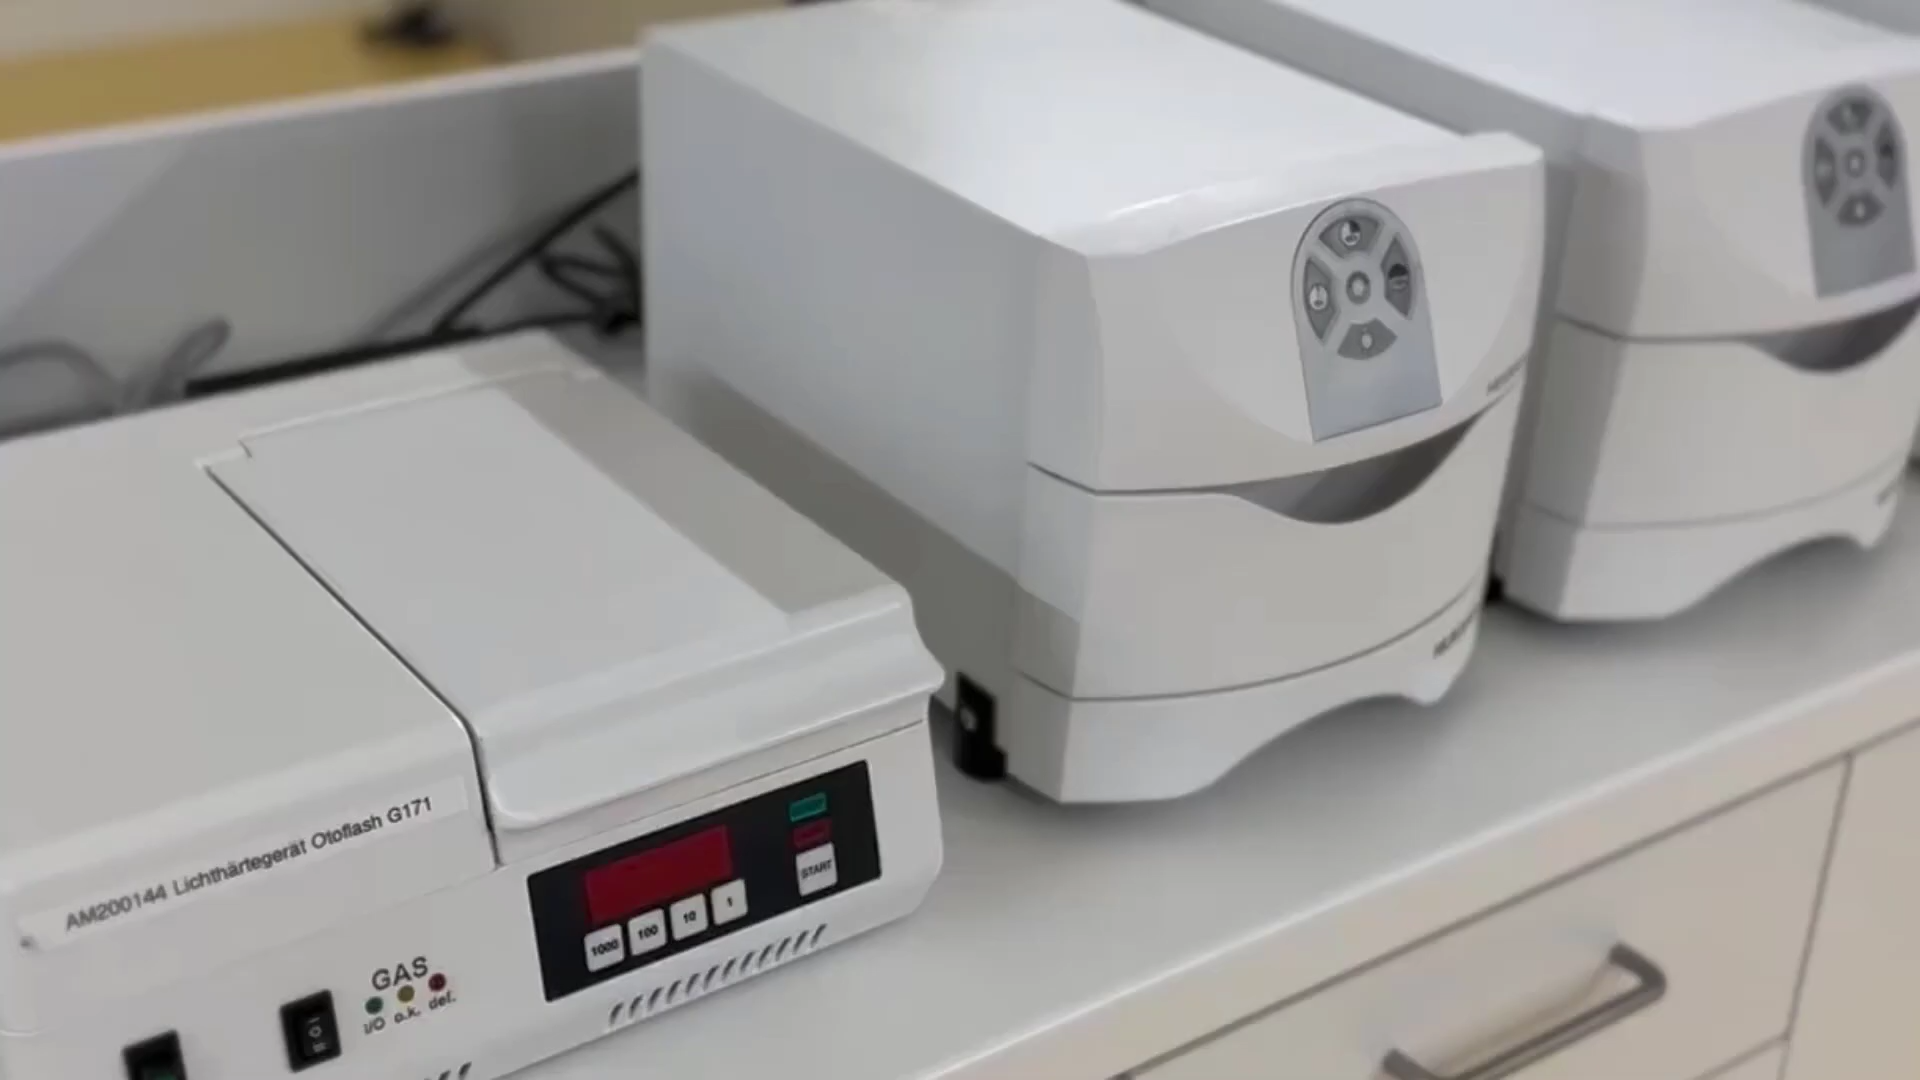 AM200144 Lichthärtegerät Otoflash G171
GAS
I/O o.k. def.
1000 100 10 1
START